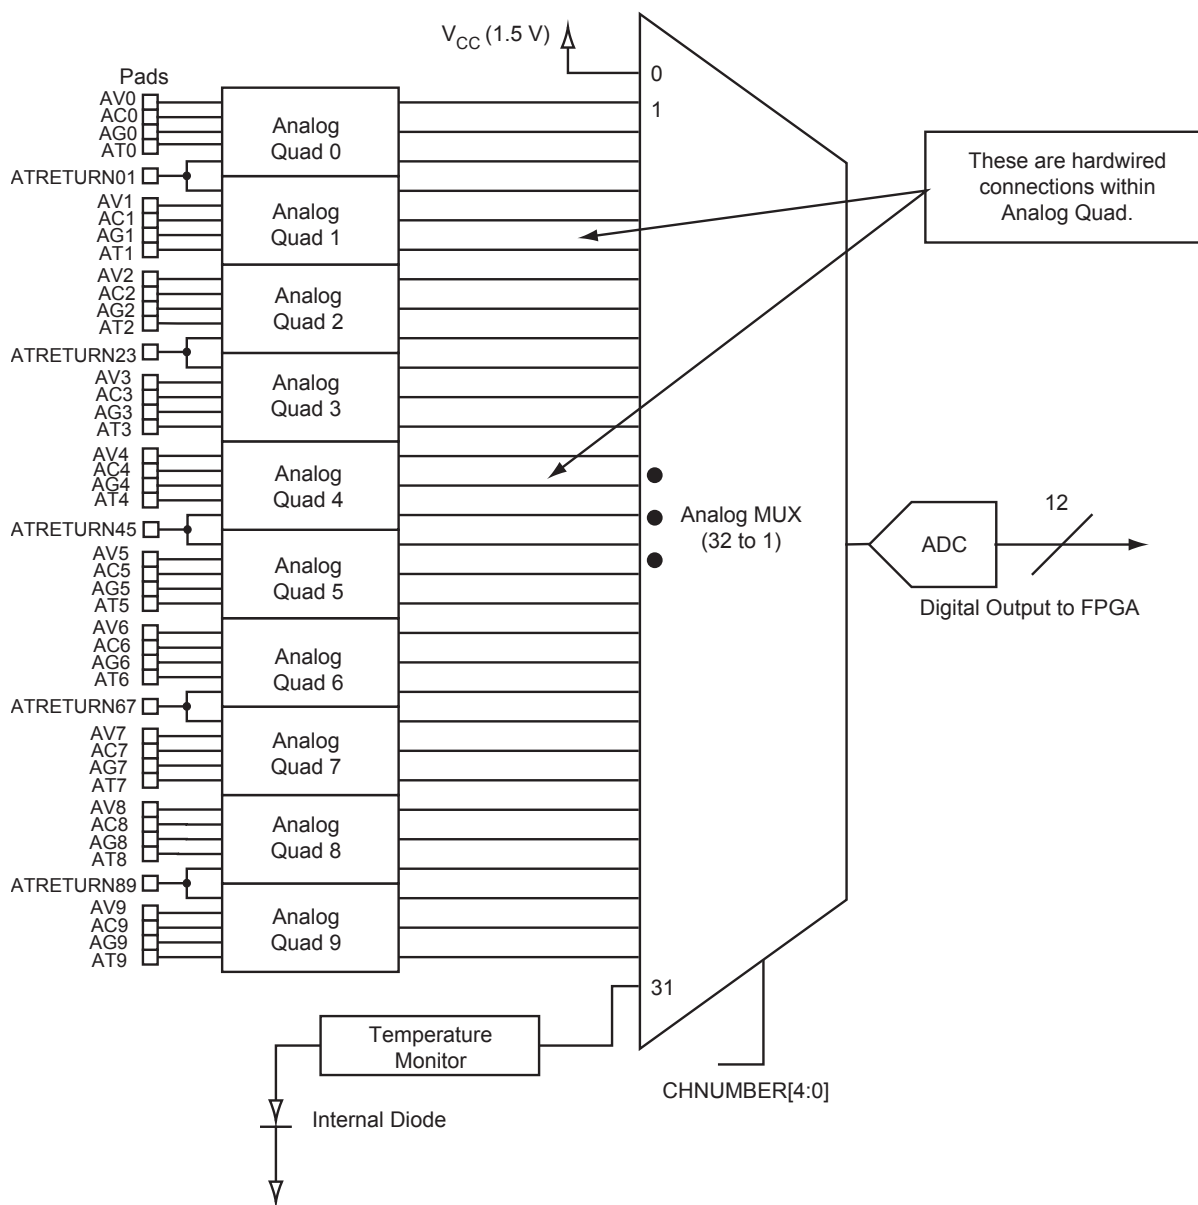 VCC (1.5 V)
Pads
0
1
AV0
AC0
AG0
AT0
Analog
Quad 0
ATRETURN01
AV1
AC1
AG1
AT1
Analog
Quad 1
These are hardwired
connections within
Analog Quad.
AV2
AC2
AG2
AT2
Analog
Quad 2
ATRETURN23
AV3
AC3
AG3
AT3
Analog
Quad 3
AV4
AC4
AG4
AT4
Analog
Quad 4
ATRETURN45
AV5
AC5
AG5
AT5
Analog
Quad 5
Analog MUX
(32 to 1)
ADC
12
Digital Output to FPGA
AV6
AC6
AG6
AT6
Analog
Quad 6
ATRETURN67
AV7
AC7
AG7
AT7
Analog
Quad 7
AV8
AC8
AG8
AT8
Analog
Quad 8
ATRETURN89
AV9
AC9
AG9
AT9
Analog
Quad 9
31
Temperature
Monitor
CHNUMBER[4:0]
Internal Diode